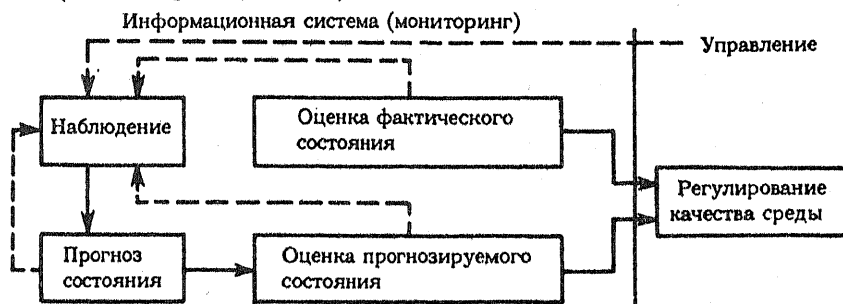 Информационная система (мониторинг)
Управление
Наблюдение
Оценка фактического
состояния
Регулирование
качества среды
Прогноз
состояния
Оценка прогнозируемого
состояния